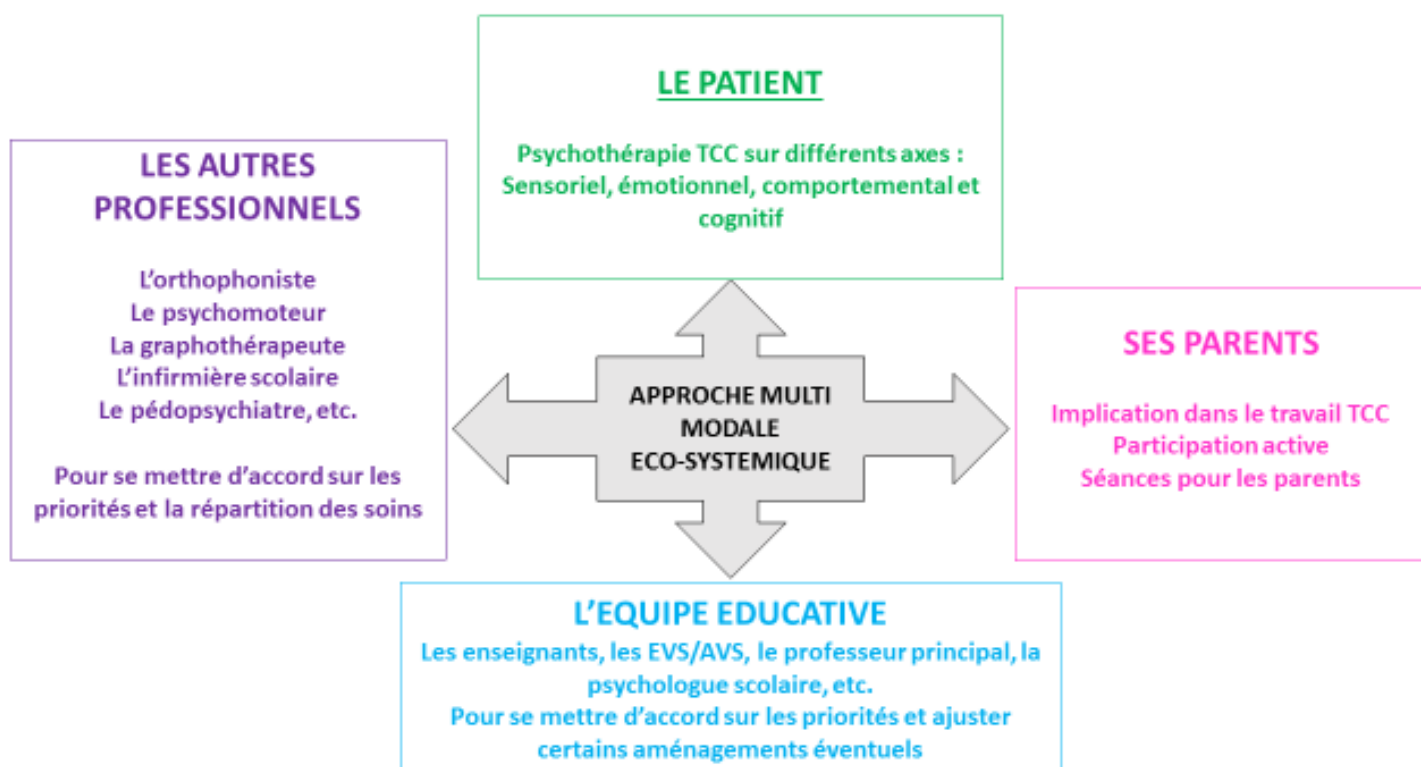 LE PATIENT
Psychothérapie TCC sur différents axes :
Sensoriel, émotionnel, comportemental et
cognitif
LES AUTRES
PROFESSIONNELS
L'orthophoniste
Le psychomoteur
La graphothérapeute
L'infirmière scolaire
Le pédopsychiatre, etc.
Pour se mettre d'accord sur les
priorités et la répartition des soins
APPROCHE MULTI
MODALE
ECO-SYSTEMIQUE
SES PARENTS
Implication dans le travail TCC
Participation active
Séances pour les parents
L'EQUIPE EDUCATIVE
Les enseignants, les EVS/AVS, le professeur principal, la
psychologue scolaire, etc.
Pour se mettre d'accord sur les priorités et ajuster
certains aménagements éventuels